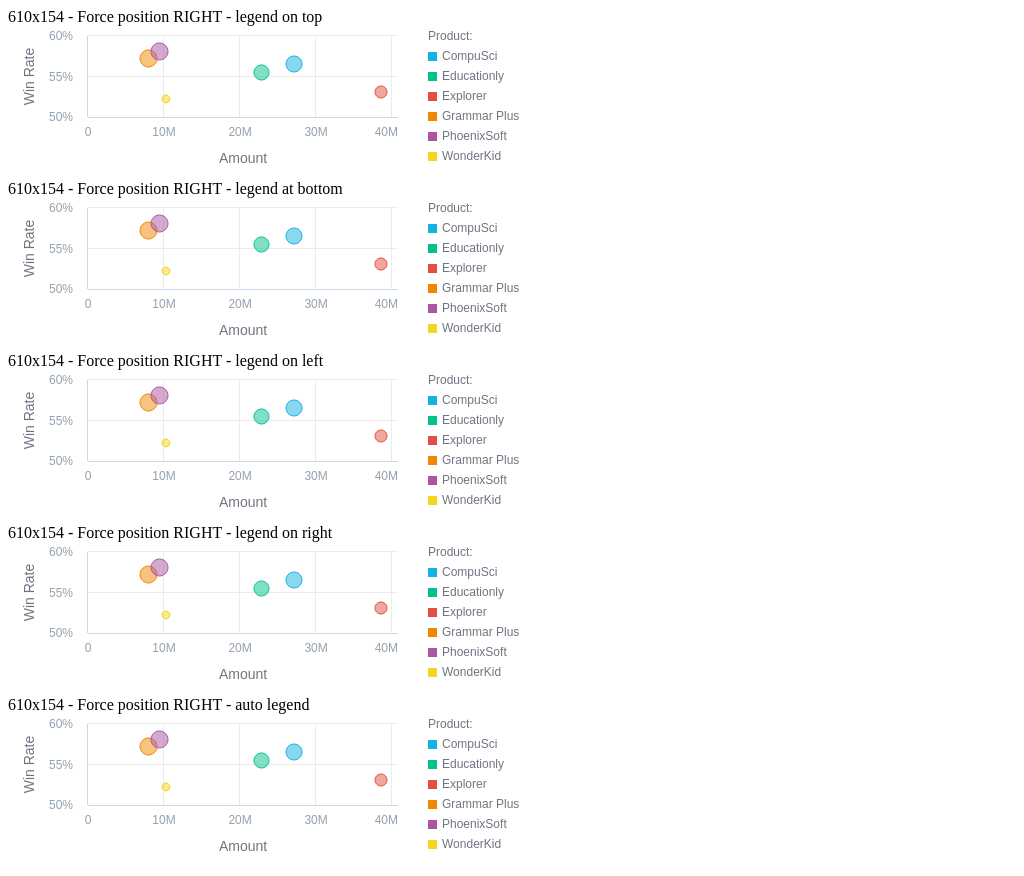 610x154 - Force position RIGHT - legend on top
60%
55%
50%
Win Rate
0 10M 20M 30M 40M
Amount
Product:
CompuSci
Educationly
Explorer
Grammar Plus
PhoenixSoft
WonderKid
610x154 - Force position RIGHT - legend at bottom
60%
55%
50%
Win Rate
0 10M 20M 30M 40M
Amount
Product:
CompuSci
Educationly
Explorer
Grammar Plus
PhoenixSoft
WonderKid
610x154 - Force position RIGHT - legend on left
60%
55%
50%
Win Rate
0 10M 20M 30M 40M
Amount
Product:
CompuSci
Educationly
Explorer
Grammar Plus
PhoenixSoft
WonderKid
610x154 - Force position RIGHT - legend on right
60%
55%
50%
Win Rate
0 10M 20M 30M 40M
Amount
Product:
CompuSci
Educationly
Explorer
Grammar Plus
PhoenixSoft
WonderKid
610x154 - Force position RIGHT - auto legend
60%
55%
50%
Win Rate
0 10M 20M 30M 40M
Amount
Product:
CompuSci
Educationly
Explorer
Grammar Plus
PhoenixSoft
WonderKid